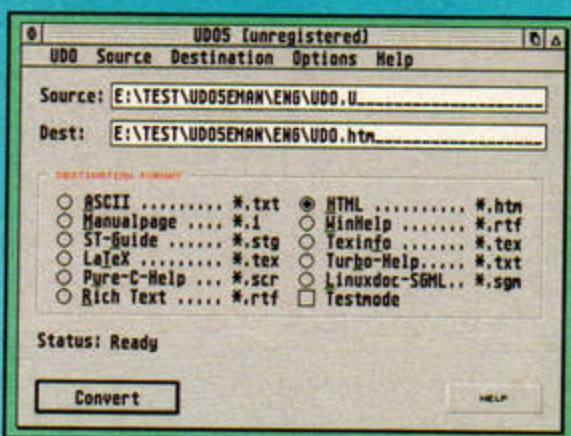 UDO5 [unregistered]
UDO Source Destination Options Help
Source: E:\TEST\UDO5EMAN\ENG\UDO.U
Dest: E:\TEST\UDO5EMAN\ENG\UDO.htm
DESTINATION FORMAT
ASCII ......... *.txt HTML .......... *.htm
Manualpage .... *.1 WinHelp ....... *.rtf
ST-Guide ...... *.stg Texinfo ....... *.tex
LaTeX ......... *.tex Turbo-Help..... *.txt
Pure-C-Help ... *.scr Linuxdoc-SGML.. *.sgm
Rich Text ..... *.rtf Testmode
Status: Ready
Convert HELP